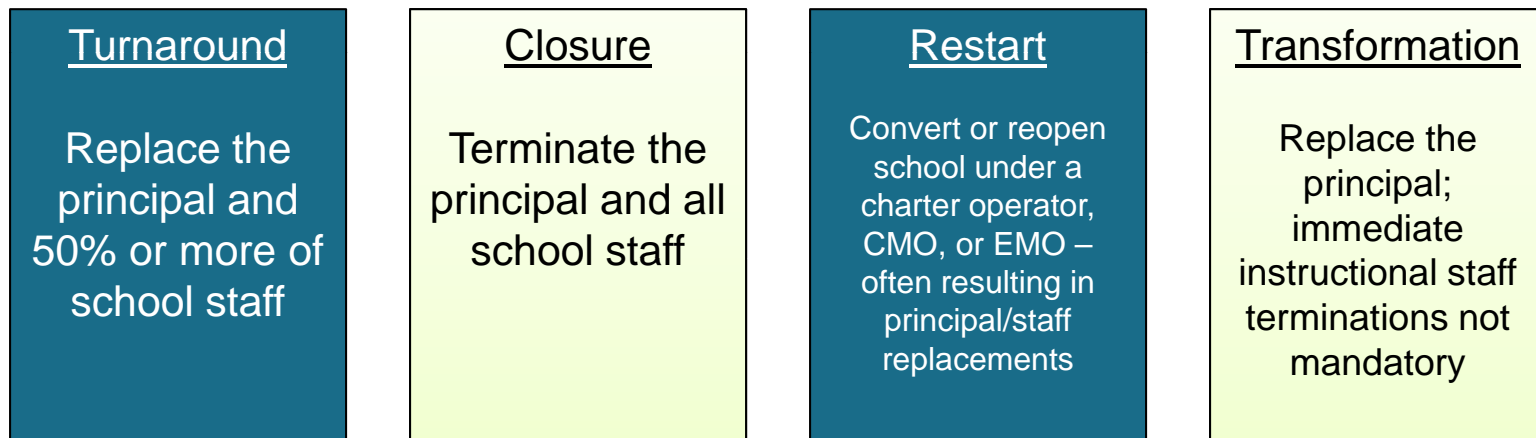 Turnaround
Replace the
principal and
50% or more of
school staff
Closure
Terminate the
principal and all
school staff
Restart
Convert or reopen
school under a
charter operator,
CMO, or EMO –
often resulting in
principal/staff
replacements
Transformation
Replace the
principal;
immediate
instructional staff
terminations not
mandatory